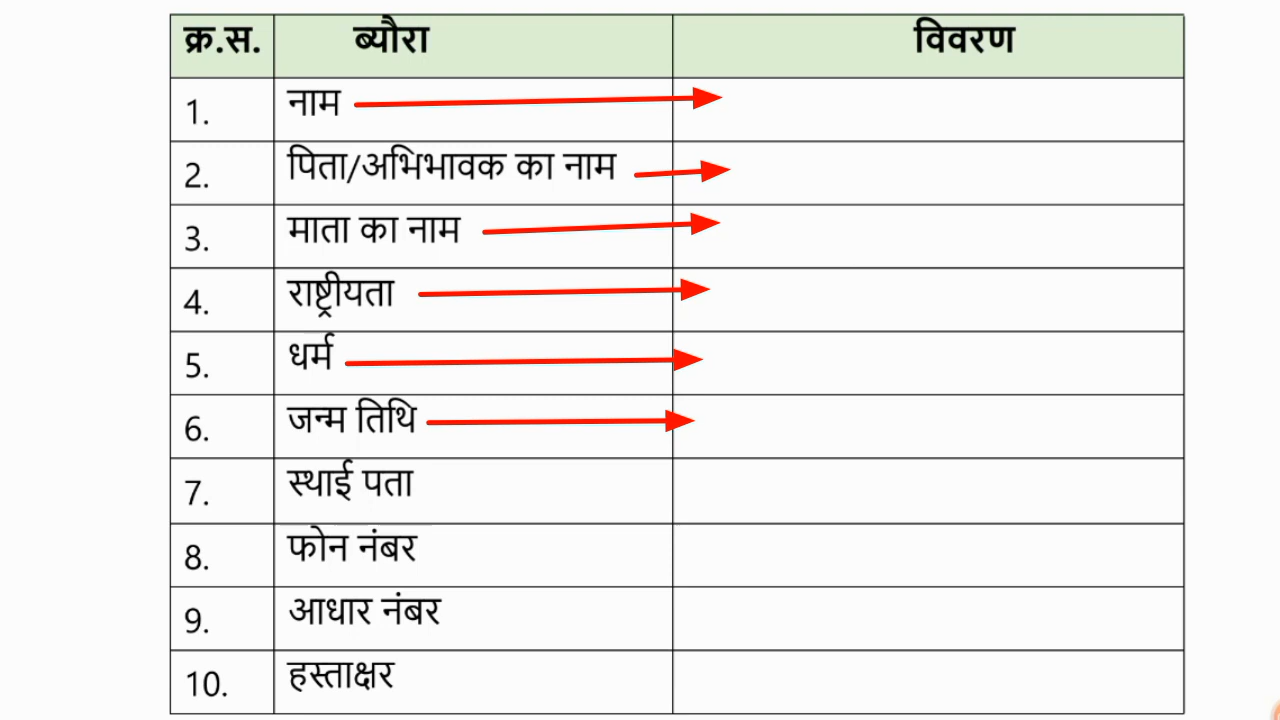 क्र.स. ब्यौरा विवरण
1. नाम
2. पिता/अभिभावक का नाम
3. माता का नाम
4. राष्ट्रीयता
5. धर्म
6. जन्म तिथि
7. स्थाई पता
8. फोन नंबर
9. आधार नंबर
10. हस्ताक्षर